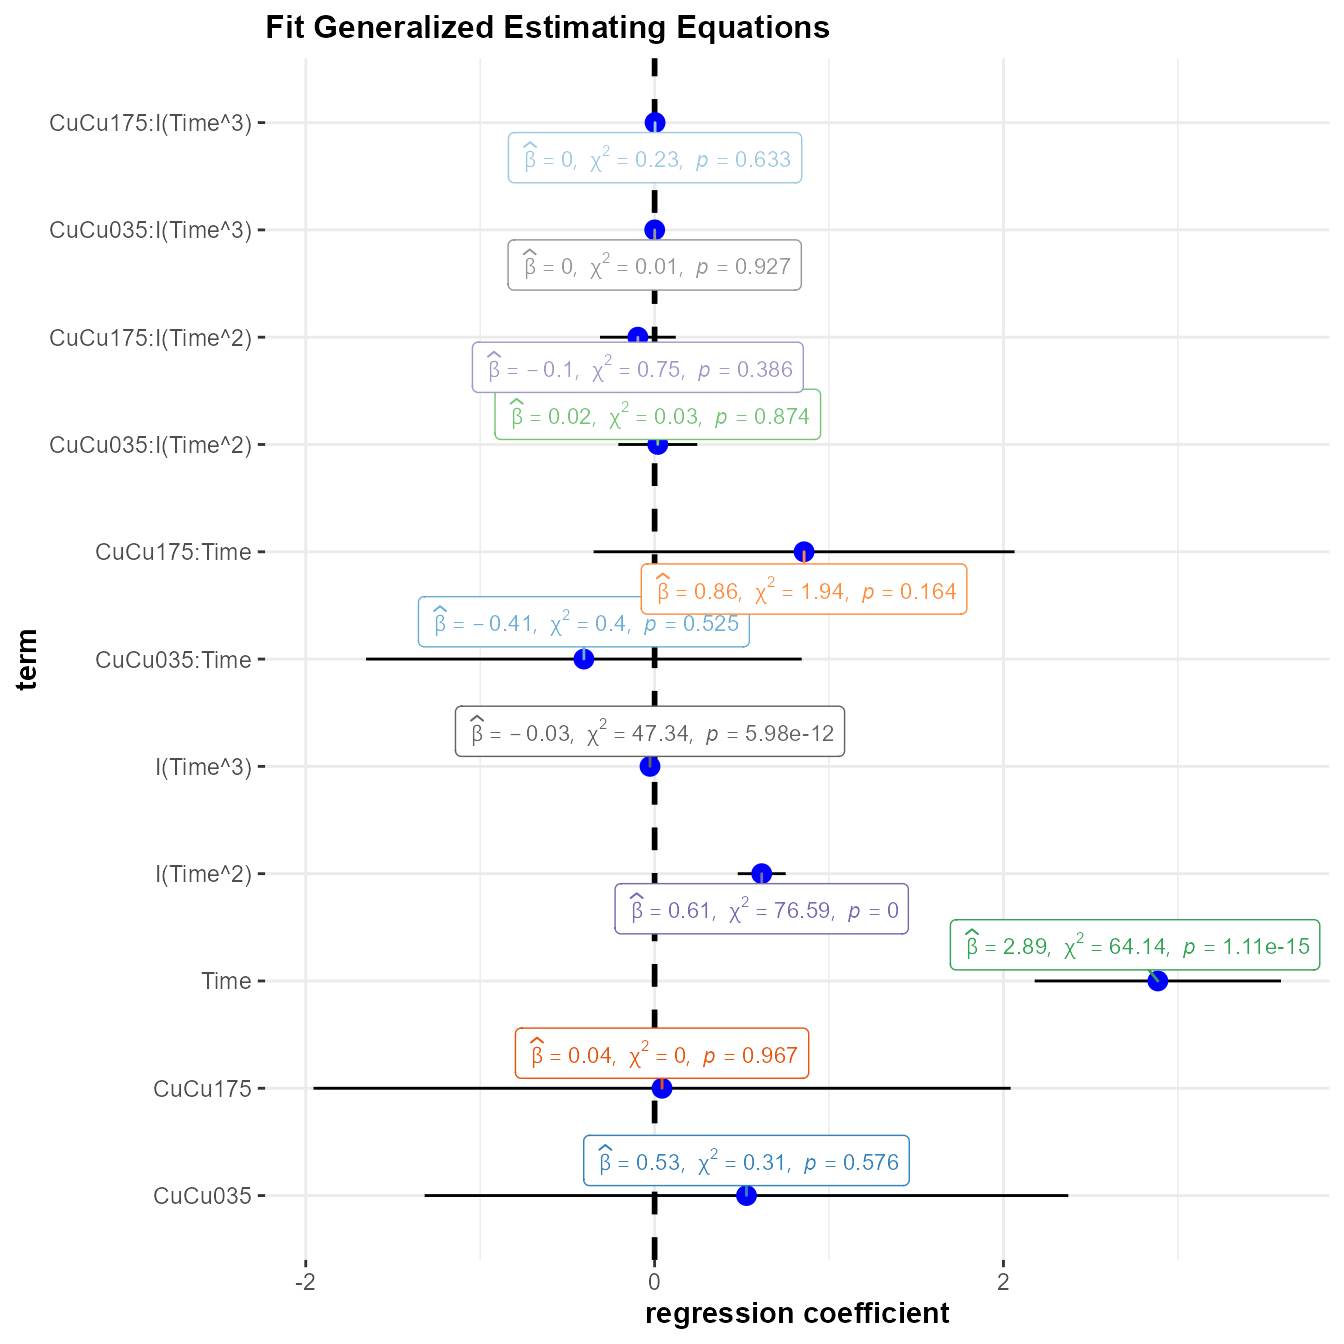 Fit Generalized Estimating Equations
CuCu175:I(Time^3)
β̂ = 0, χ² = 0.23, p = 0.633
CuCu035:I(Time^3)
β̂ = 0, χ² = 0.01, p = 0.927
CuCu175:I(Time^2)
β̂ = −0.1, χ² = 0.75, p = 0.386
β̂ = 0.02, χ² = 0.03, p = 0.874
CuCu035:I(Time^2)
CuCu175:Time
β̂ = 0.86, χ² = 1.94, p = 0.164
β̂ = −0.41, χ² = 0.4, p = 0.525
CuCu035:Time
β̂ = −0.03, χ² = 47.34, p = 5.98e-12
I(Time^3)
I(Time^2)
β̂ = 0.61, χ² = 76.59, p = 0
β̂ = 2.89, χ² = 64.14, p = 1.11e-15
Time
β̂ = 0.04, χ² = 0, p = 0.967
CuCu175
β̂ = 0.53, χ² = 0.31, p = 0.576
CuCu035
term
-2 0 2
regression coefficient